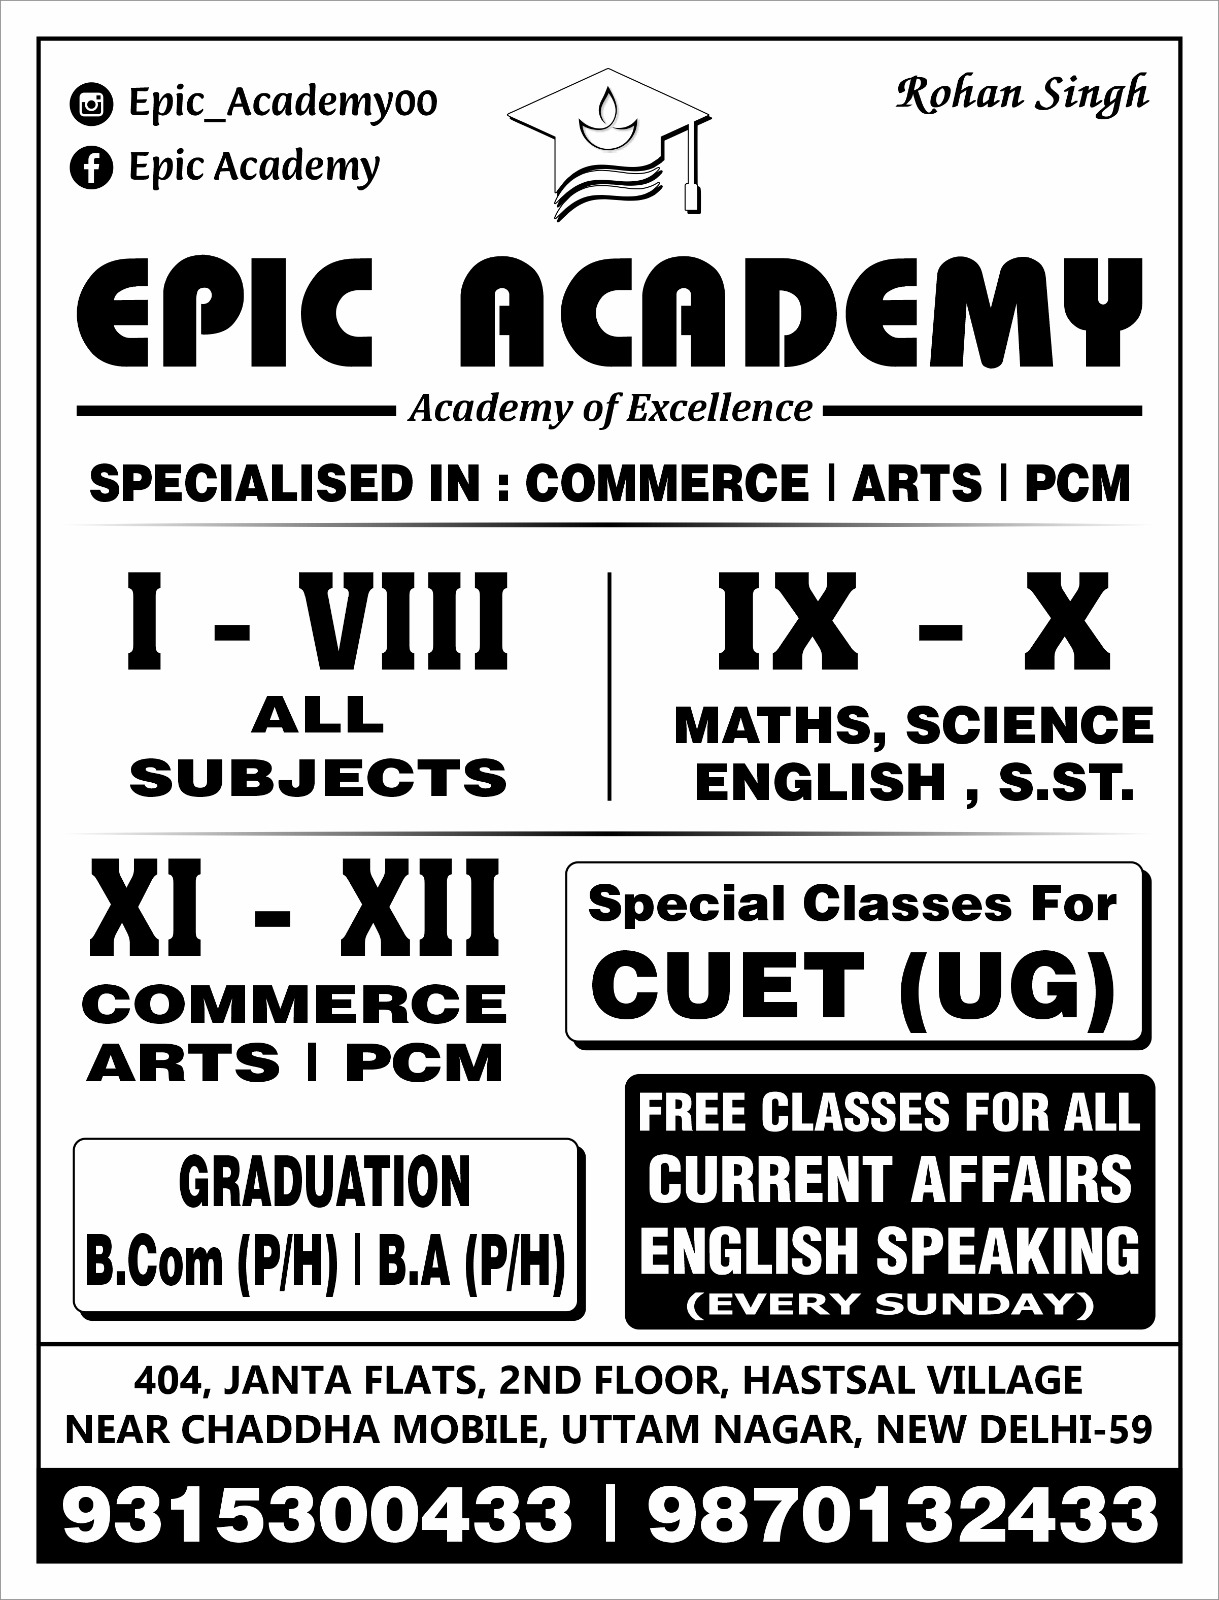 Epic_Academy00
Epic Academy
Rohan Singh
EPIC ACADEMY
Academy of Excellence
SPECIALISED IN : COMMERCE | ARTS | PCM
I - VIII
ALL
SUBJECTS
IX - X
MATHS, SCIENCE
ENGLISH , S.ST.
XI - XII
COMMERCE
ARTS | PCM
Special Classes For
CUET (UG)
GRADUATION
B.Com (P/H) | B.A (P/H)
FREE CLASSES FOR ALL
CURRENT AFFAIRS
ENGLISH SPEAKING
(EVERY SUNDAY)
404, JANTA FLATS, 2ND FLOOR, HASTSAL VILLAGE
NEAR CHADDHA MOBILE, UTTAM NAGAR, NEW DELHI-59
9315300433 | 9870132433